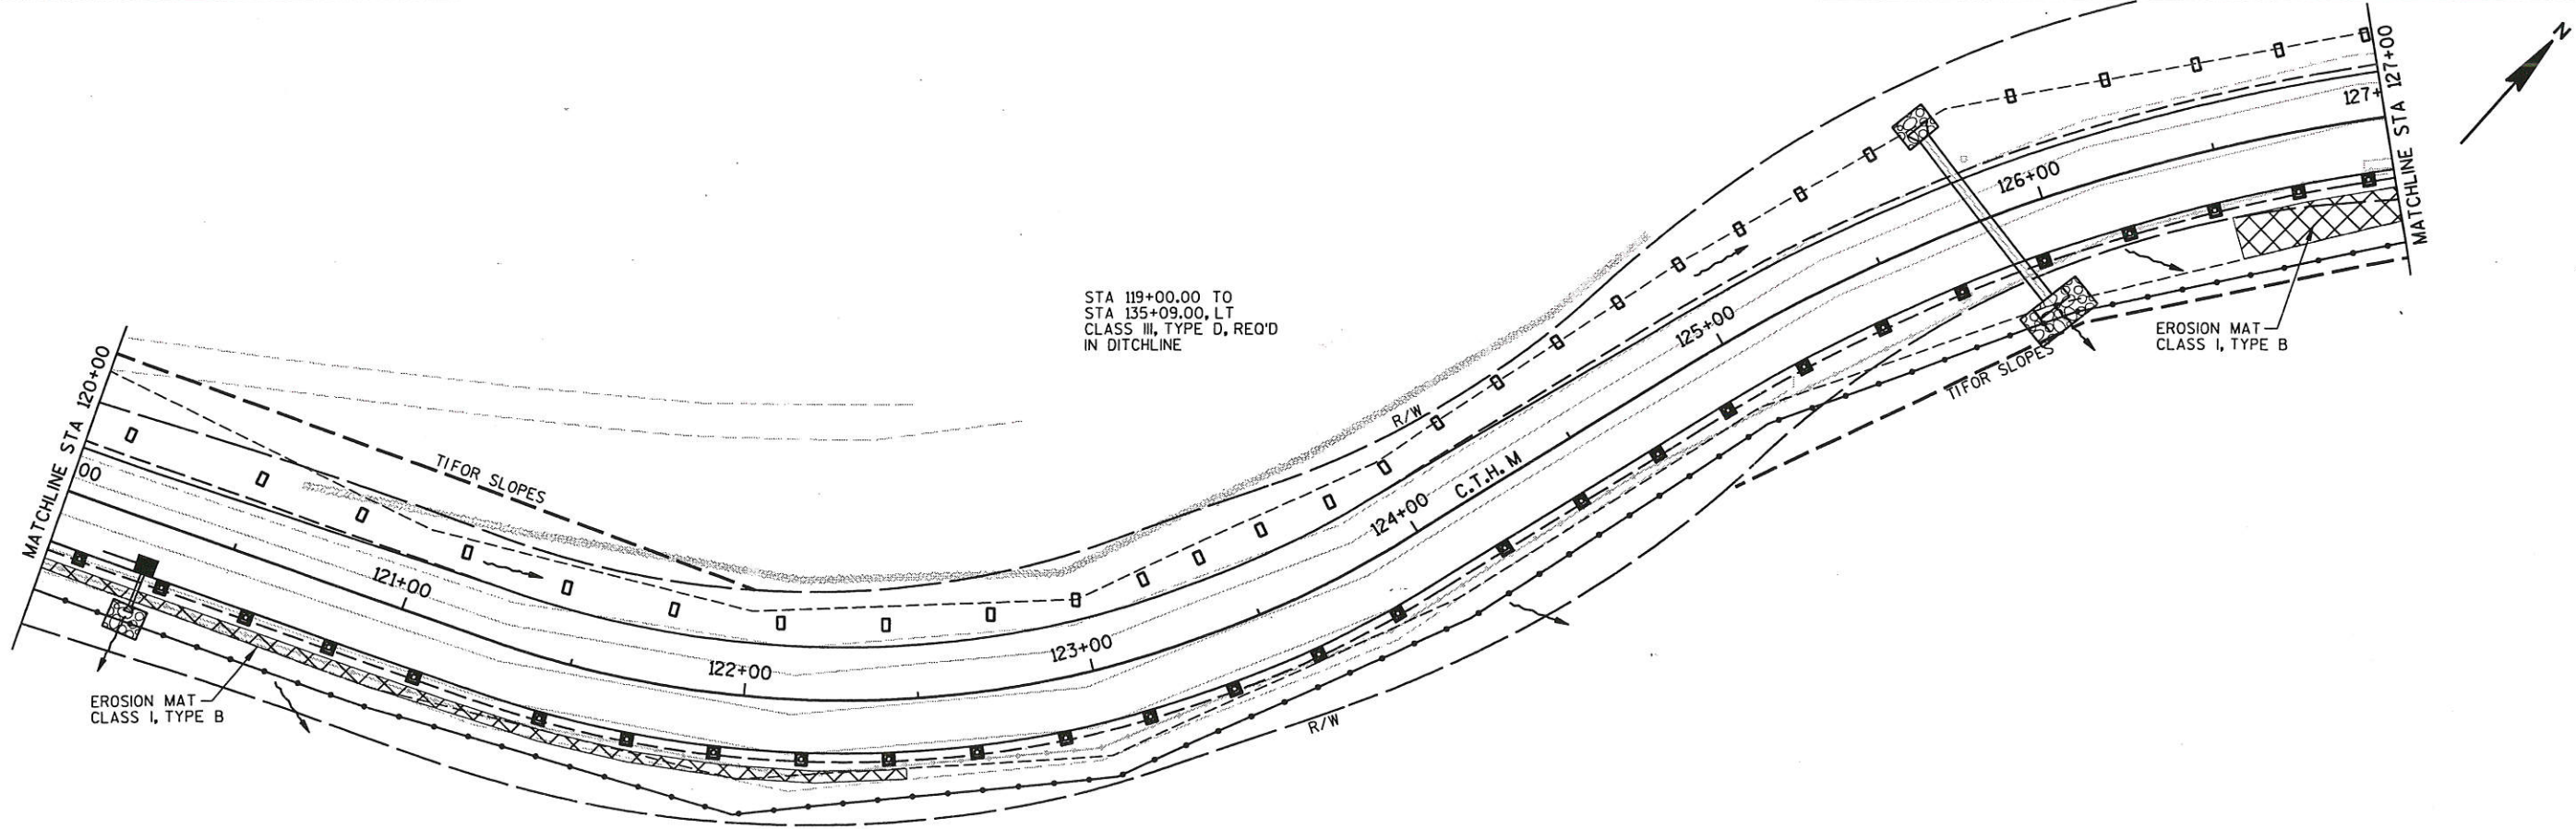 N
MATCHLINE STA 127+00
127+
126+00
STA 119+00.00 TO
STA 135+09.00, LT
CLASS III, TYPE D, REQ'D
IN DITCHLINE
EROSION MAT
CLASS I, TYPE B
125+00
TIFOR SLOPES
MATCHLINE STA 120+00
R/W
TIFOR SLOPES
00
C.T.H. M
124+00
121+00
123+00
122+00
EROSION MAT
CLASS I, TYPE B
R/W